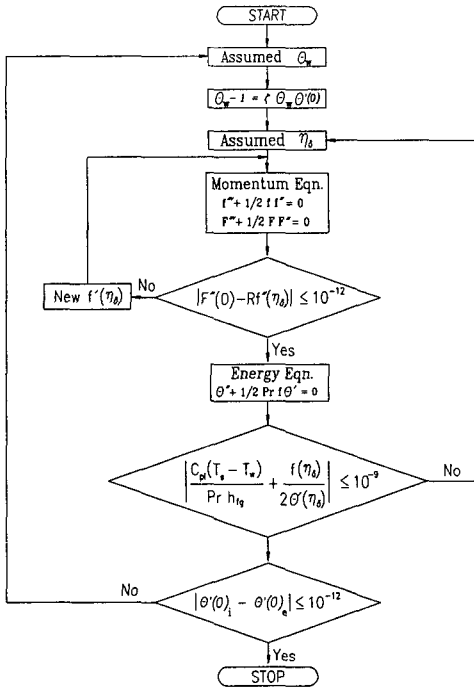 START
Assumed θw
θw - 1 = ζ θw θ'(0)
Assumed ηδ
Momentum Eqn.
f''' + 1/2 f f'' = 0
F''' + 1/2 F F'' = 0
New f'(ηδ)
No
|F''(0) - Rf''(ηδ)| ≤ 10⁻¹²
Yes
Energy Eqn.
θ'' + 1/2 Pr f θ' = 0
|Cpl(Ts - Tw) / Pr hfg + f(ηδ) / 2θ'(ηδ)| ≤ 10⁻⁹
No
No
|θ'(0)i - θ'(0)e| ≤ 10⁻¹²
Yes
STOP